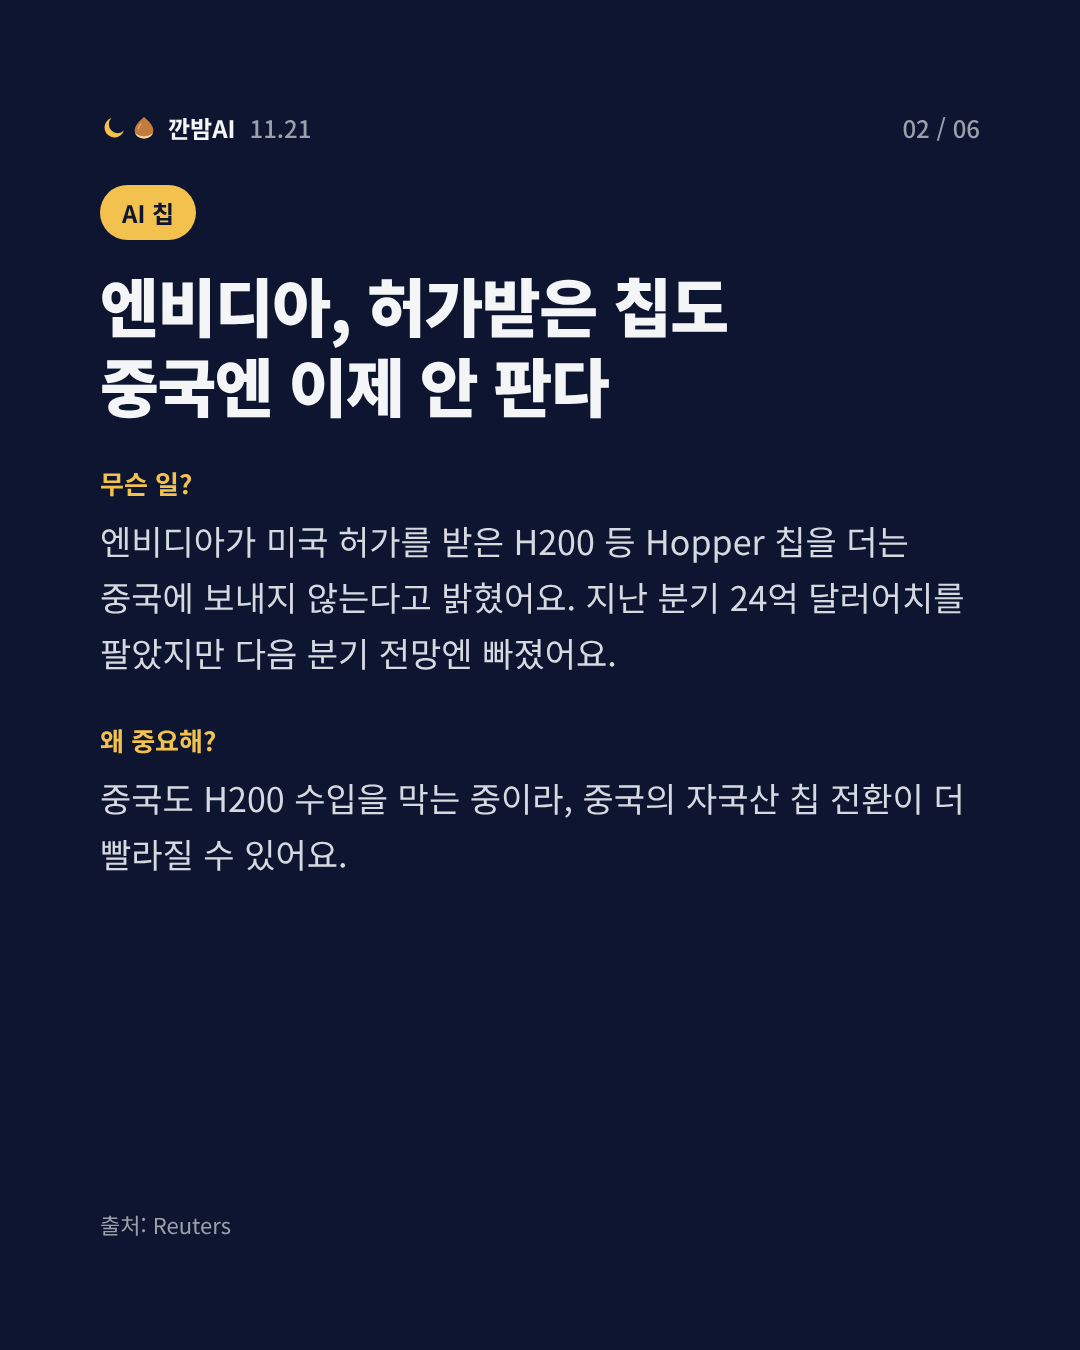 깐밤AI 11.21
02 / 06
AI 칩
엔비디아, 허가받은 칩도
중국엔 이제 안 판다
무슨 일?
엔비디아가 미국 허가를 받은 H200 등 Hopper 칩을 더는
중국에 보내지 않는다고 밝혔어요. 지난 분기 24억 달러어치를
팔았지만 다음 분기 전망엔 빠졌어요.
왜 중요해?
중국도 H200 수입을 막는 중이라, 중국의 자국산 칩 전환이 더
빨라질 수 있어요.
출처: Reuters